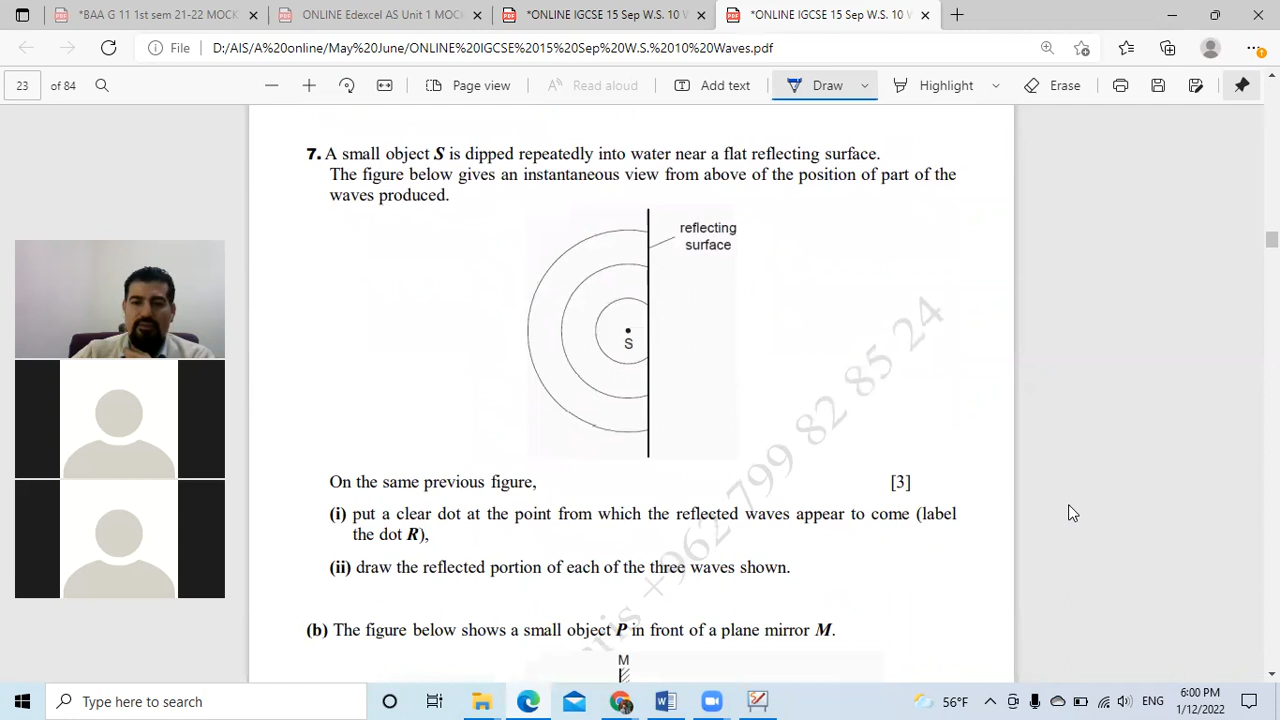 *BAA G 11 1st sem 21-22 MOCK
ONLINE Edexcel AS Unit 1 MOCK
*ONLINE IGCSE 15 Sep W.S. 10 W
*ONLINE IGCSE 15 Sep W.S. 10 W
File
D:/AIS/A%20online/May%20June/ONLINE%20IGCSE%2015%20Sep%20W.S.%2010%20Waves.pdf
23 of 84
Page view
Read aloud
Add text
Draw
Highlight
Erase
7. A small object S is dipped repeatedly into water near a flat reflecting surface.
The figure below gives an instantaneous view from above of the position of part of the
waves produced.
reflecting
surface
S
On the same previous figure, [3]
(i) put a clear dot at the point from which the reflected waves appear to come (label
the dot R),
(ii) draw the reflected portion of each of the three waves shown.
(b) The figure below shows a small object P in front of a plane mirror M.
M
+962 799 82 85 24
Type here to search
56°F
ENG
6:00 PM
1/12/2022